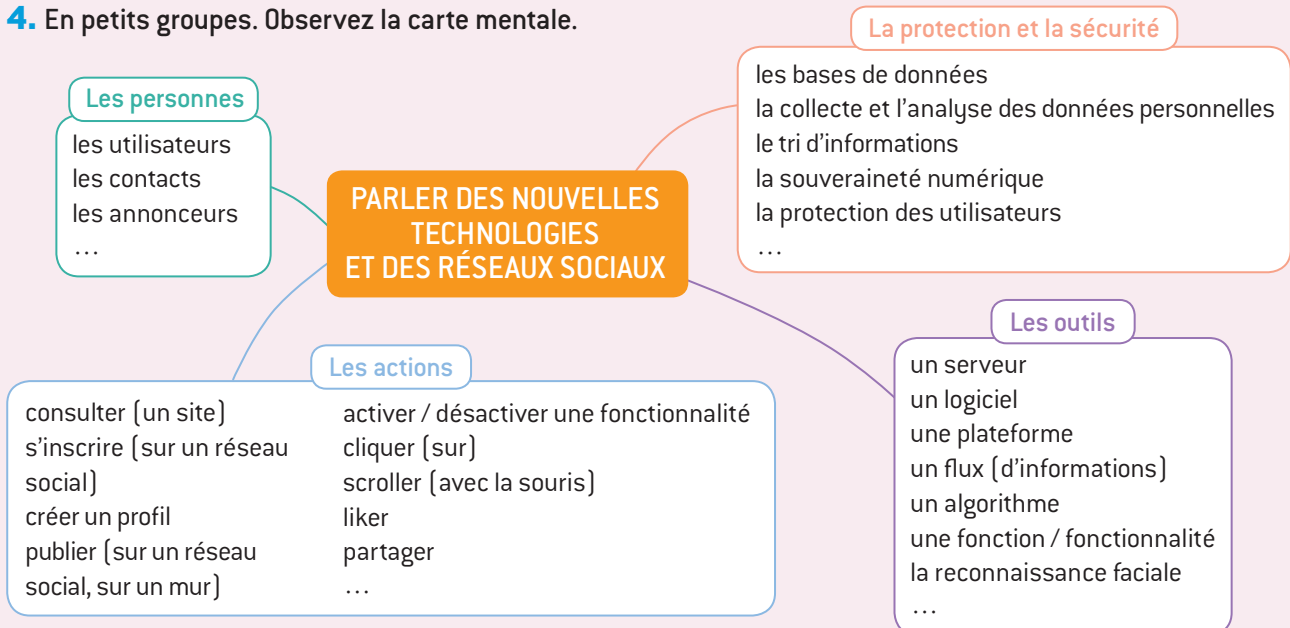 4. En petits groupes. Observez la carte mentale.
La protection et la sécurité
les bases de données
la collecte et l'analyse des données personnelles
le tri d'informations
la souveraineté numérique
la protection des utilisateurs
…
Les personnes
les utilisateurs
les contacts
les annonceurs
…
PARLER DES NOUVELLES
TECHNOLOGIES
ET DES RÉSEAUX SOCIAUX
Les actions
consulter (un site)
s'inscrire (sur un réseau
social)
créer un profil
publier (sur un réseau
social, sur un mur)
activer / désactiver une fonctionnalité
cliquer (sur)
scroller (avec la souris)
liker
partager
…
Les outils
un serveur
un logiciel
une plateforme
un flux (d'informations)
un algorithme
une fonction / fonctionnalité
la reconnaissance faciale
…